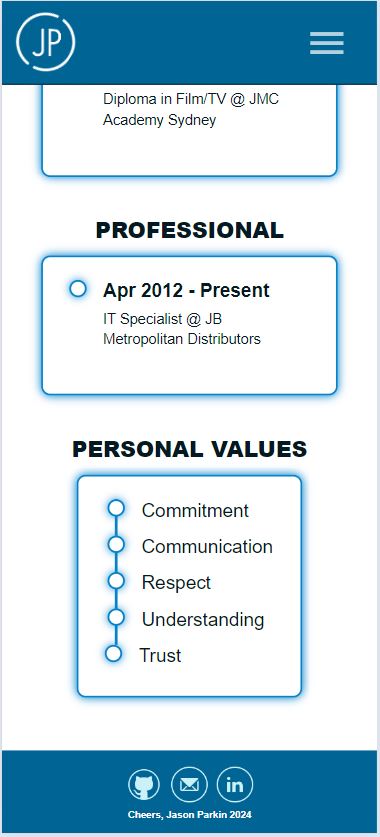 JP
Diploma in Film/TV @ JMC
Academy Sydney
PROFESSIONAL
Apr 2012 - Present
IT Specialist @ JB
Metropolitan Distributors
PERSONAL VALUES
Commitment
Communication
Respect
Understanding
Trust
in
Cheers, Jason Parkin 2024